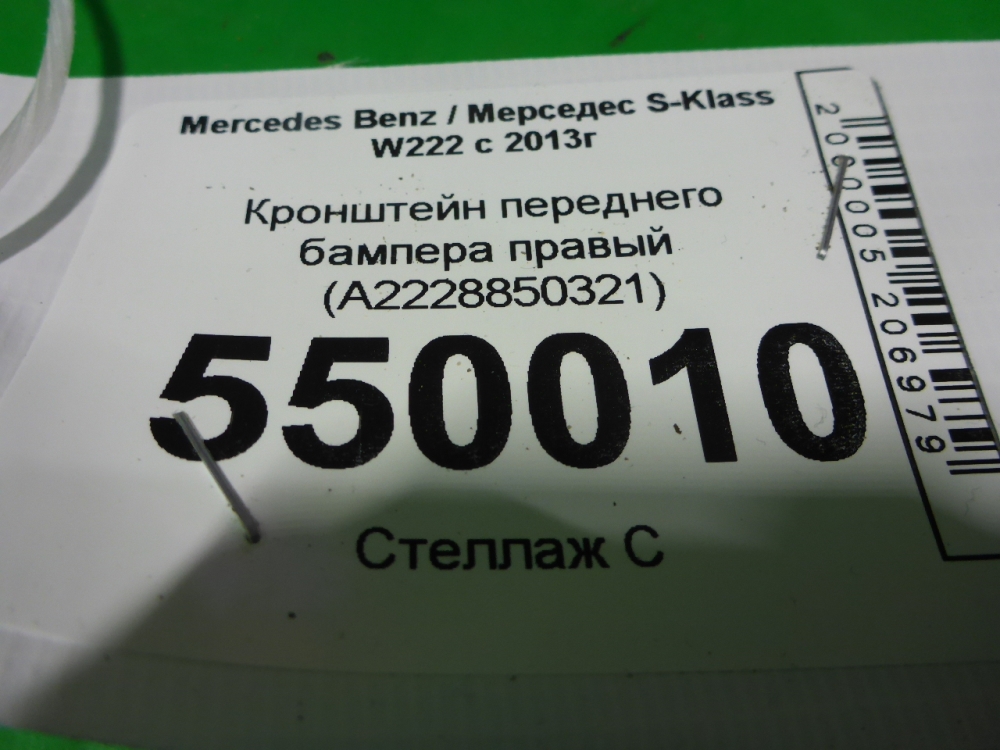 Mercedes Benz / Мерседес S-Klass
W222 с 2013г
Кронштейн переднего
бампера правый
(A2228850321)
550010
Стеллаж С
2000005206979